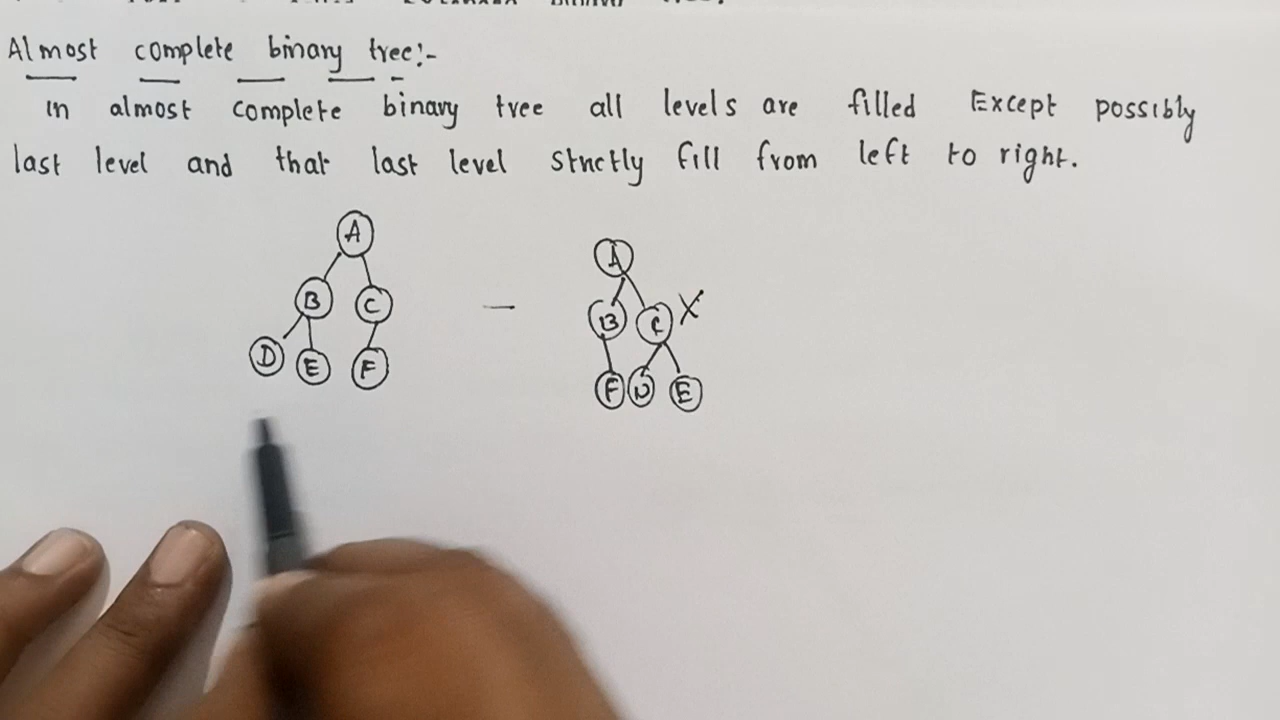 Almost complete binary tree:-
in almost complete binary tree all levels are filled Except possibly
last level and that last level strictly fill from left to right.
A
B C
D E F
A
B C X
F D E